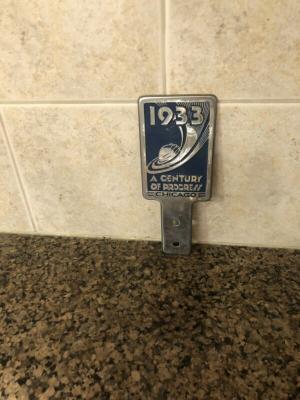 1933
A CENTURY
OF PROGRESS
CHICAGO